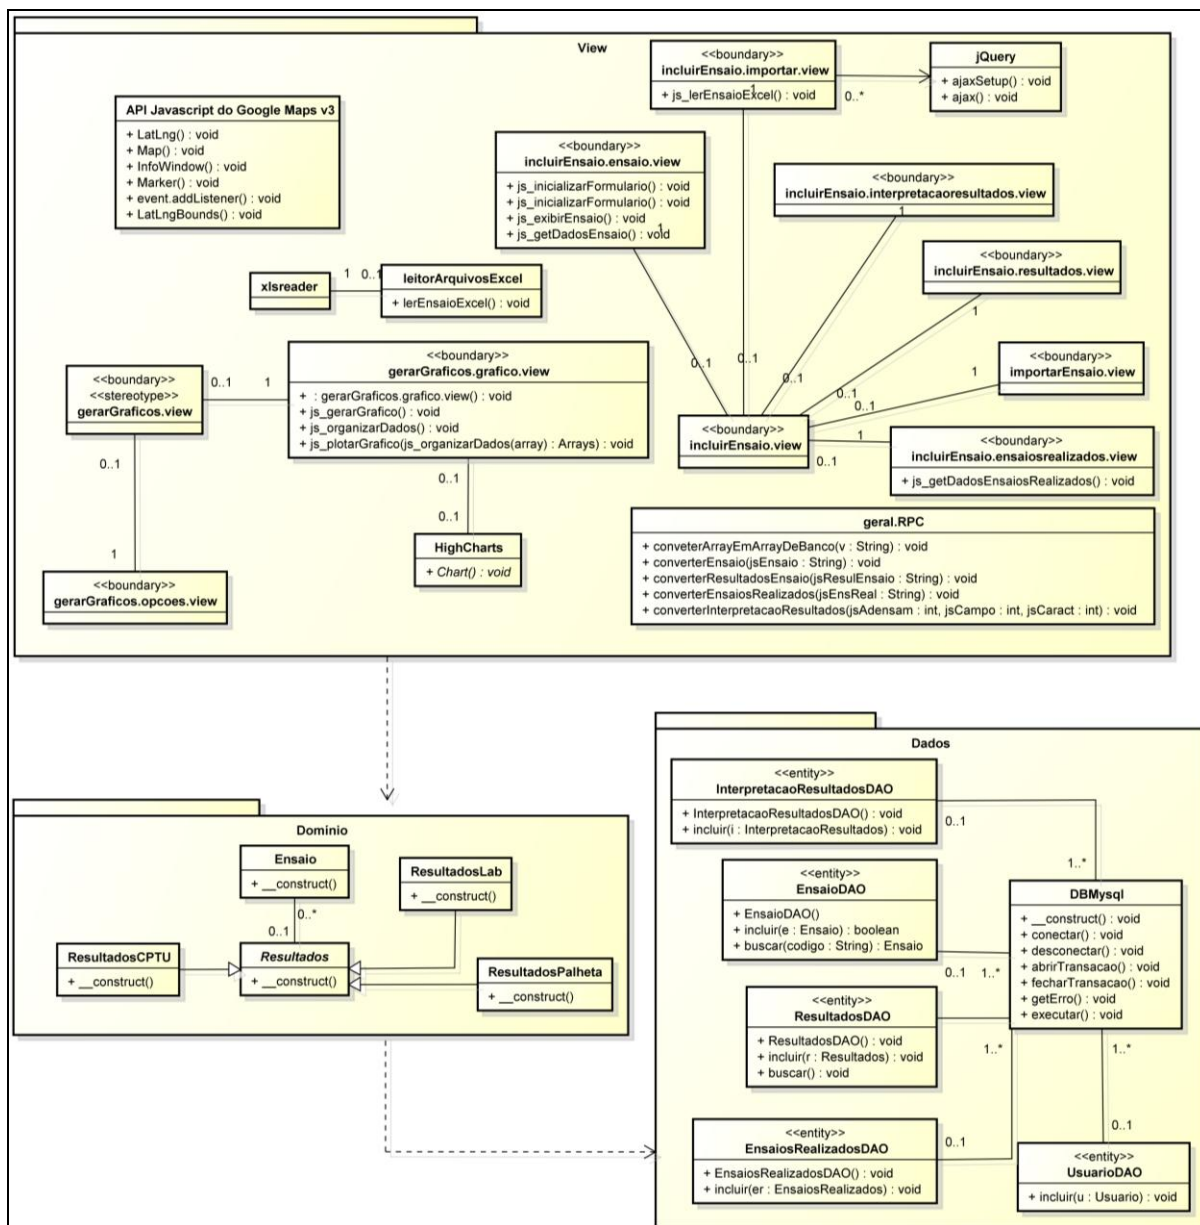 View
<<boundary>>
incluirEnsaio.importar.view
+ js_lerEnsaioExcel() : void
1
0..*
jQuery
+ ajaxSetup() : void
+ ajax() : void
API Javascript do Google Maps v3
+ LatLng() : void
+ Map() : void
+ InfoWindow() : void
+ Marker() : void
+ event.addListener() : void
+ LatLngBounds() : void
<<boundary>>
incluirEnsaio.ensaio.view
+ js_inicializarFormulario() : void
+ js_inicializarFormulario() : void
+ js_exibirEnsaio() : void
+ js_getDadosEnsaio() : void
1
<<boundary>>
incluirEnsaio.interpretacaoresultados.view
1
<<boundary>>
incluirEnsaio.resultados.view
1
xlsreader
1
0..1
leitorArquivosExcel
+ lerEnsaioExcel() : void
<<boundary>>
importarEnsaio.view
1
0..1
0..1
0..1
0..1
0..1
<<boundary>>
<<stereotype>>
gerarGraficos.view
0..1
1
<<boundary>>
gerarGraficos.grafico.view
+ : gerarGraficos.grafico.view() : void
+ js_gerarGrafico() : void
+ js_organizarDados() : void
+ js_plotarGrafico(js_organizarDados(array) : Arrays) : void
<<boundary>>
incluirEnsaio.view
1
0..1
<<boundary>>
incluirEnsaio.ensaiosrealizados.view
+ js_getDadosEnsaiosRealizados() : void
0..1
1
0..1
0..1
HighCharts
+ Chart() : void
<<boundary>>
gerarGraficos.opcoes.view
geral.RPC
+ conveterArrayEmArrayDeBanco(v : String) : void
+ converterEnsaio(jsEnsaio : String) : void
+ converterResultadosEnsaio(jsResulEnsaio : String) : void
+ converterEnsaiosRealizados(jsEnsReal : String) : void
+ converterInterpretacaoResultados(jsAdensam : int, jsCampo : int, jsCaract : int) : void
Dominio
Ensaio
+ __construct()
0..*
0..1
ResultadosLab
+ __construct()
ResultadosCPTU
+ __construct()
Resultados
+ __construct()
ResultadosPalheta
+ __construct()
Dados
<<entity>>
InterpretacaoResultadosDAO
+ InterpretacaoResultadosDAO() : void
+ incluir(i : InterpretacaoResultados) : void
0..1
1..*
<<entity>>
EnsaioDAO
+ EnsaioDAO()
+ incluir(e : Ensaio) : boolean
+ buscar(codigo : String) : Ensaio
0..1
1..*
DBMysql
+ __construct() : void
+ conectar() : void
+ desconectar() : void
+ abrirTransacao() : void
+ fecharTransacao() : void
+ getErro() : void
+ executar() : void
<<entity>>
ResultadosDAO
+ ResultadosDAO() : void
+ incluir(r : Resultados) : void
+ buscar() : void
1..*
1..*
<<entity>>
EnsaiosRealizadosDAO
+ EnsaiosRealizadosDAO() : void
+ incluir(er : EnsaiosRealizados) : void
0..1
0..1
<<entity>>
UsuarioDAO
+ incluir(u : Usuario) : void